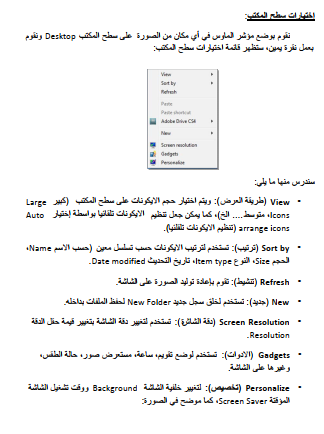 اختيارات سطح المكتب:
نقوم بوضع مؤشر الماوس في أي مكان من الصورة على سطح المكتب Desktop ونقوم
بعمل نقرة يمين، ستظهر قائمة اختيارات سطح المكتب:
View
Sort by
Refresh
Paste
Paste shortcut
Adobe Drive CS4
New
Screen resolution
Gadgets
Personalize
سندرس منها ما يلي:
• View (طريقة العرض): ويتم اختيار حجم الايكونات على سطح المكتب (كبير Large
Icons، متوسط.... الخ)، كما يمكن جعل تنظيم الايكونات تلقائيا بواسطة إختيار Auto
arrange icons (تنظيم الايكونات تلقائيا).
• Sort by (ترتيب): تستخدم لترتيب الايكونات حسب تسلسل معين (حسب الاسم Name،
الحجم Size، النوع Item type، تاريخ التحديث Date modified.
• Refresh (تنشيط): تقوم بإعادة توليد الصورة على الشاشة.
• New (جديد): تستخدم لخلق سجل جديد New Folder لحفظ الملفات بداخله.
• Screen Resolution (دقة الشاشة): تستخدم لتغيير دقة الشاشة بتغيير قيمة حقل الدقة
Resolution.
• Gadgets (الادوات): تستخدم لوضع تقويم، ساعة، مستعرض صور، حالة الطقس،
وغيرها على الشاشة.
• Personalize (تخصيص): لتغيير خلفية الشاشة Background ووقت تشغيل الشاشة
المؤقتة Screen Saver، كما موضح في الصورة: